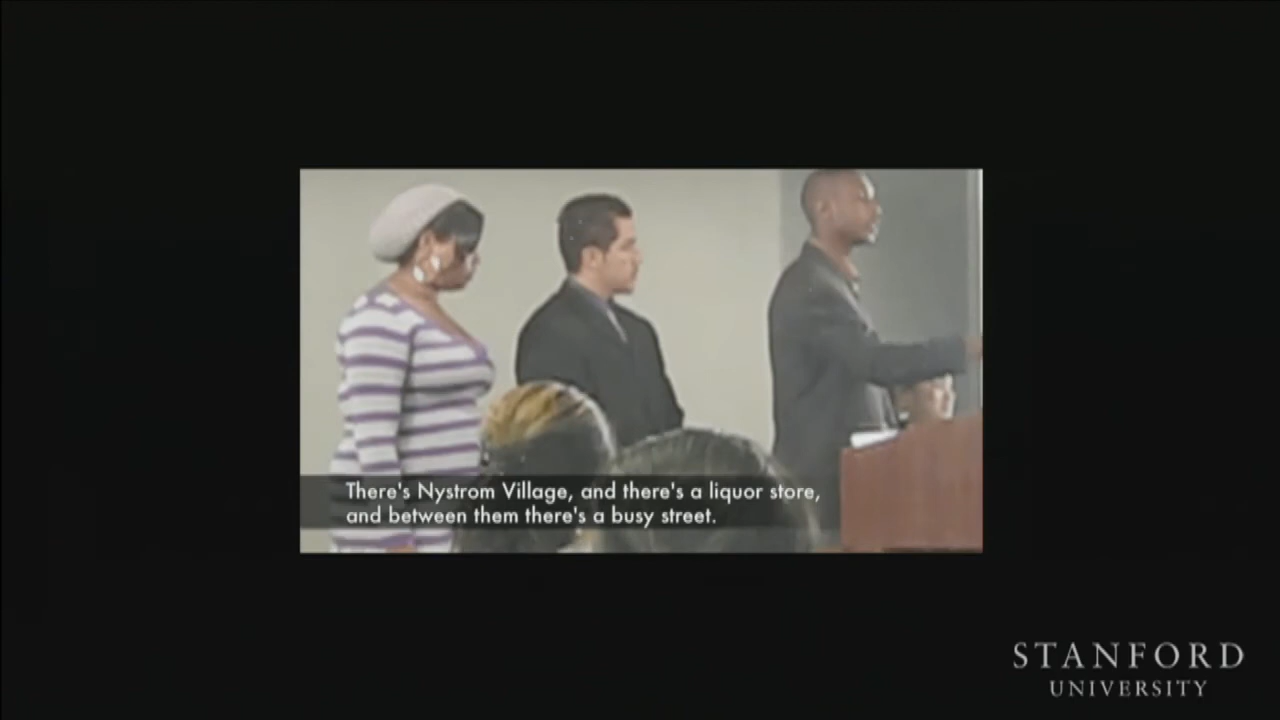 There's Nystrom Village, and there's a liquor store,
and between them there's a busy street.
STANFORD
UNIVERSITY